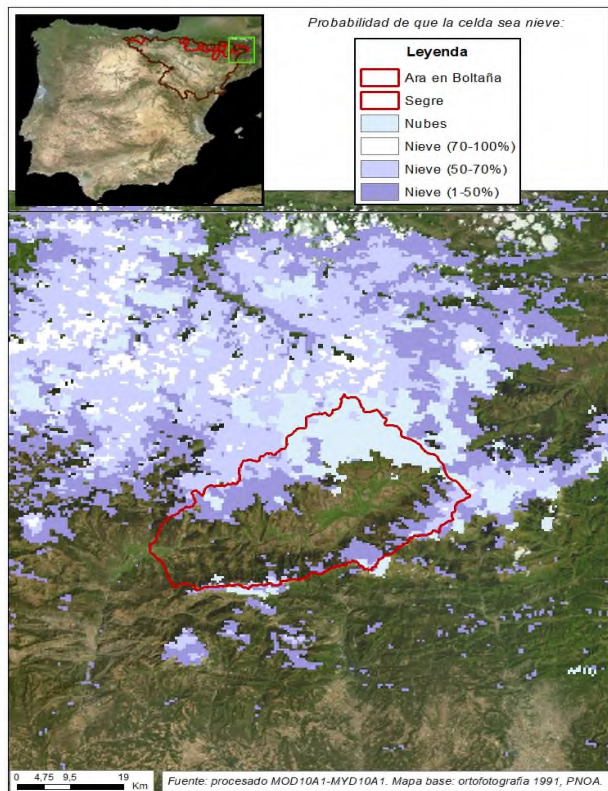 Probabilidad de que la celda sea nieve:
Leyenda
Ara en Boltaña
Segre
Nubes
Nieve (70-100%)
Nieve (50-70%)
Nieve (1-50%)
0 4,75 9,5 19
Km
Fuente: procesado MOD10A1-MYD10A1. Mapa base: ortofotografía 1991, PNOA.